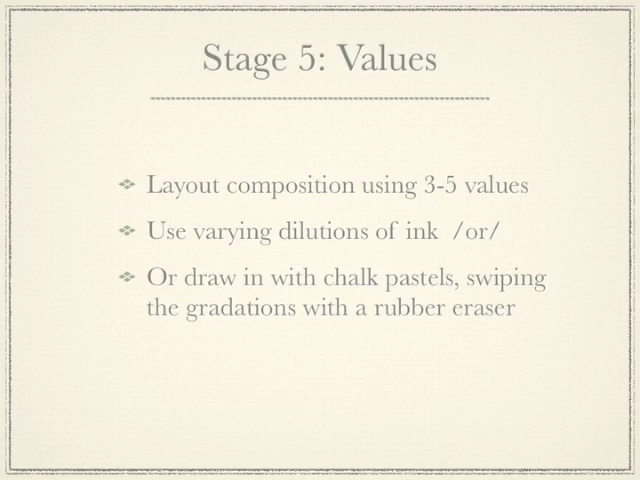 Stage 5: Values
Layout composition using 3-5 values
Use varying dilutions of ink /or/
Or draw in with chalk pastels, swiping
the gradations with a rubber eraser